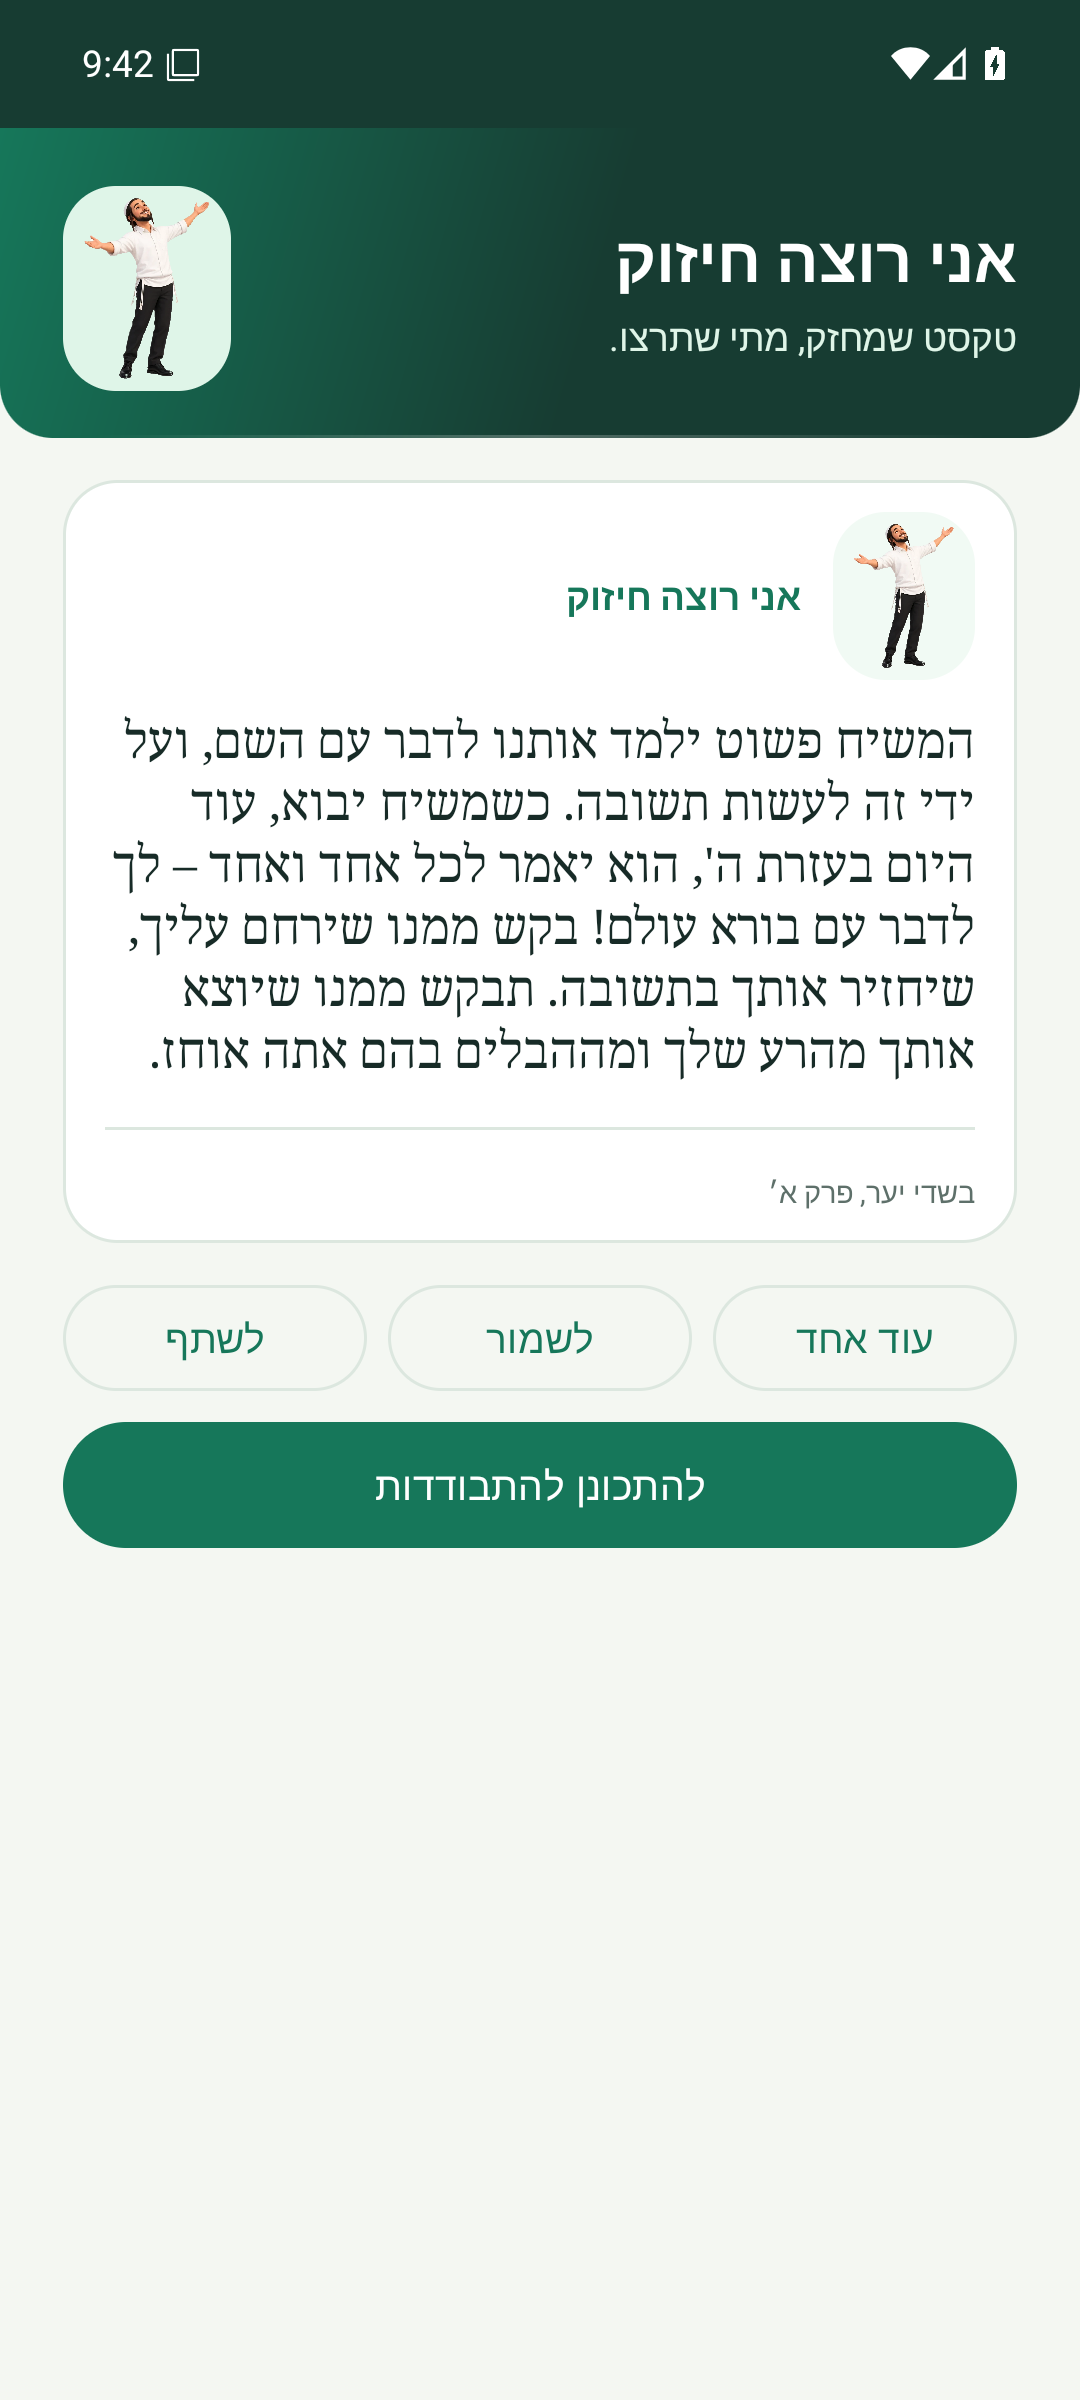 9:42
אני רוצה חיזוק
טקסט שמחזק, מתי שתרצו.
אני רוצה חיזוק
המשיח פשוט ילמד אותנו לדבר עם השם, ועל
ידי זה לעשות תשובה. כשמשיח יבוא, עוד
היום בעזרת ה', הוא יאמר לכל אחד ואחד – לך
לדבר עם בורא עולם! בקש ממנו שירחם עליך,
שיחזיר אותך בתשובה. תבקש ממנו שיוצא
אותך מהרע שלך ומההבלים בהם אתה אוחז.
בשדי יער, פרק א׳
עוד אחד
לשמור
לשתף
להתכונן להתבודדות